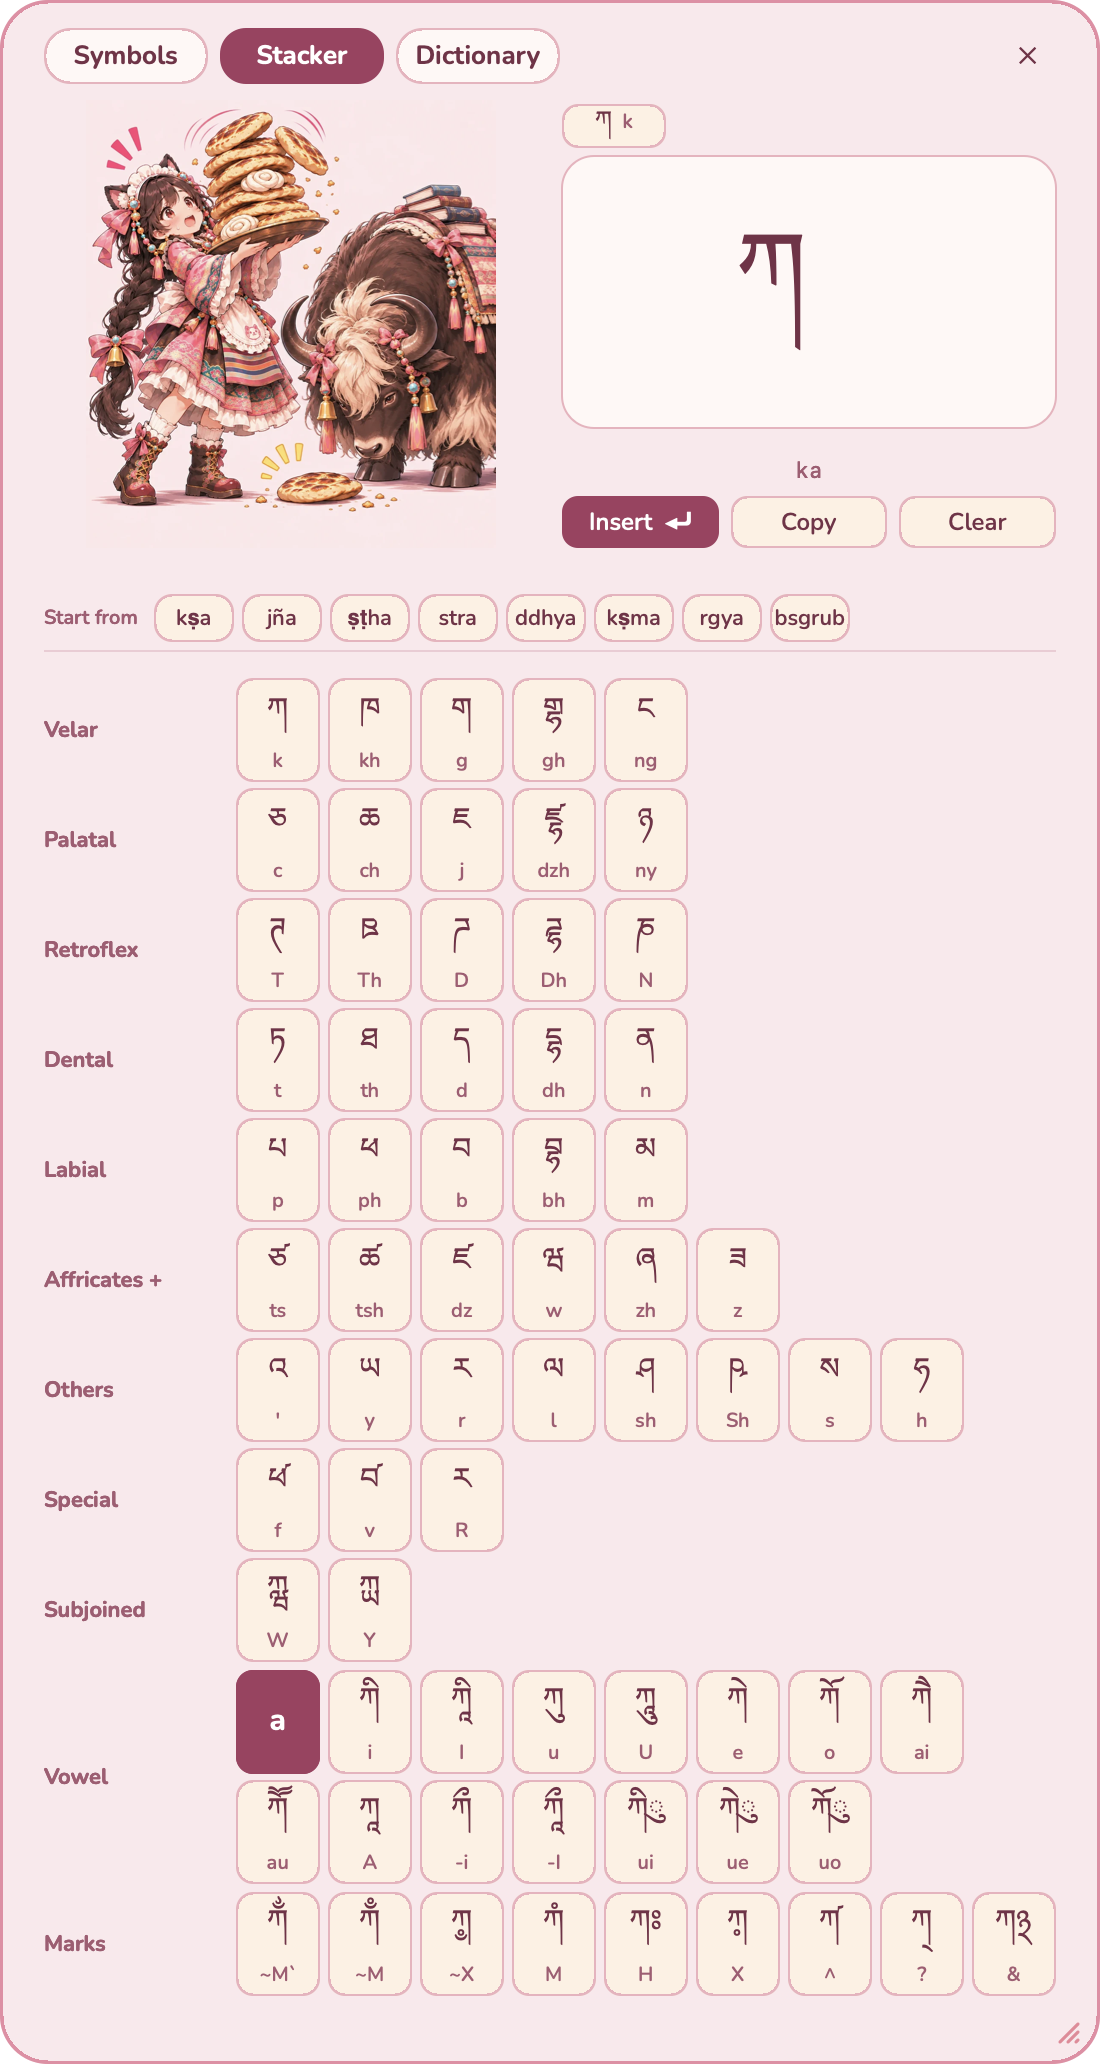 Symbols Stacker Dictionary ×
ཀ k
ཀ
ka
Insert Copy Clear
Start from kṣa jña ṣṭha stra ddhya kṣma rgya bsgrub
Velar
ཀ ཁ ག གྷ ང
k kh g gh ng
Palatal
ཅ ཆ ཇ ཛྷ ཉ
c ch j dzh ny
Retroflex
ཊ ཋ ཌ ཌྷ ཎ
T Th D Dh N
Dental
ཏ ཐ ད དྷ ན
t th d dh n
Labial
པ ཕ བ བྷ མ
p ph b bh m
Affricates +
ཙ ཚ ཛ ཝ ཞ ཟ
ts tsh dz w zh z
Others
འ ཡ ར ལ ཤ ཥ ས ཧ
' y r l sh Sh s h
Special
ཕ༹ བ༹ ཪ
f v R
Subjoined
ཀྺ ཀྻ
W Y
Vowel
a ཀི ཀཱི ཀུ ཀཱུ ཀེ ཀོ ཀཻ
i I u U e o ai
ཀཽ ཀཱ ཀྀ ཀཱྀ ཀིུ ཀེུ ཀོུ
au A -i -I ui ue uo
Marks
ཀྂ ཀྃ ཀ༵ ཀཾ ཀཿ ཀ༷ ཀ༹ ཀ྄ ཀ྅
~M` ~M ~X M H X ^ ? &